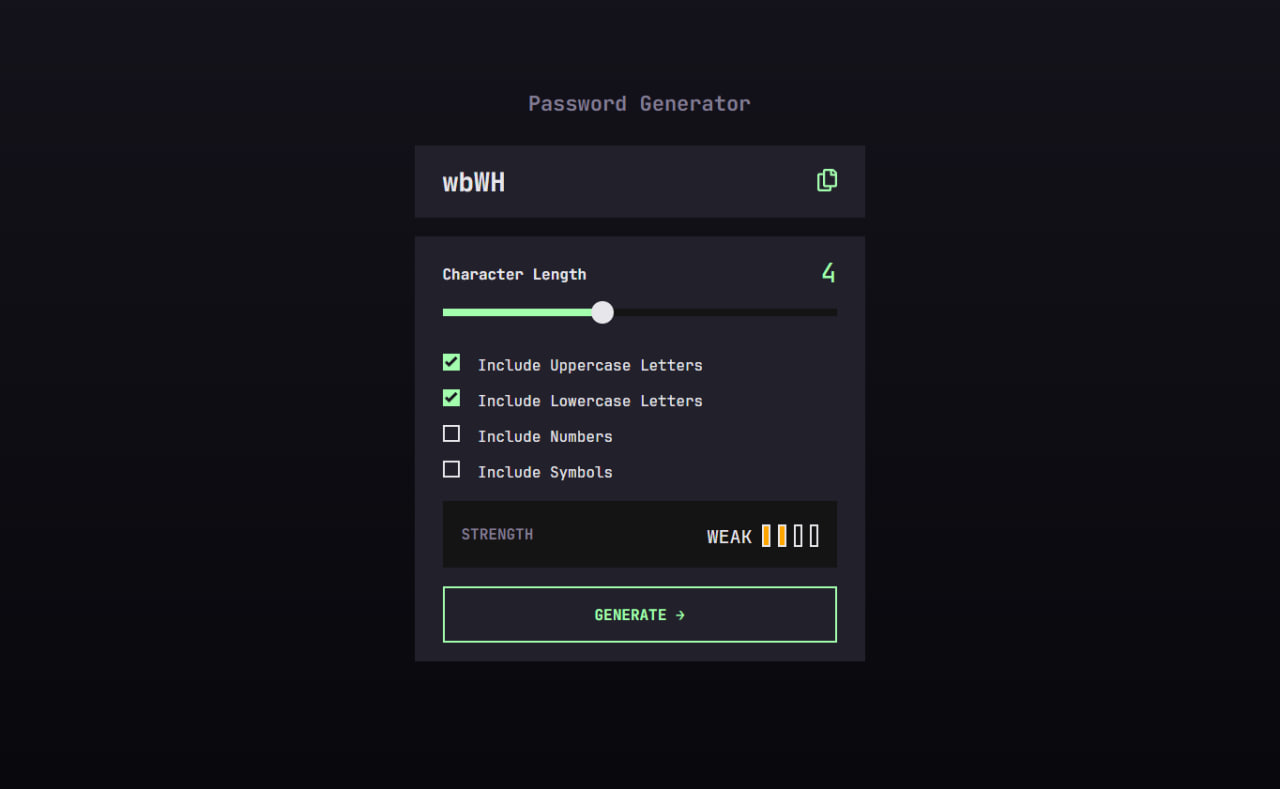 Password Generator
wbWH
Character Length 4
Include Uppercase Letters
Include Lowercase Letters
Include Numbers
Include Symbols
STRENGTH WEAK
GENERATE →